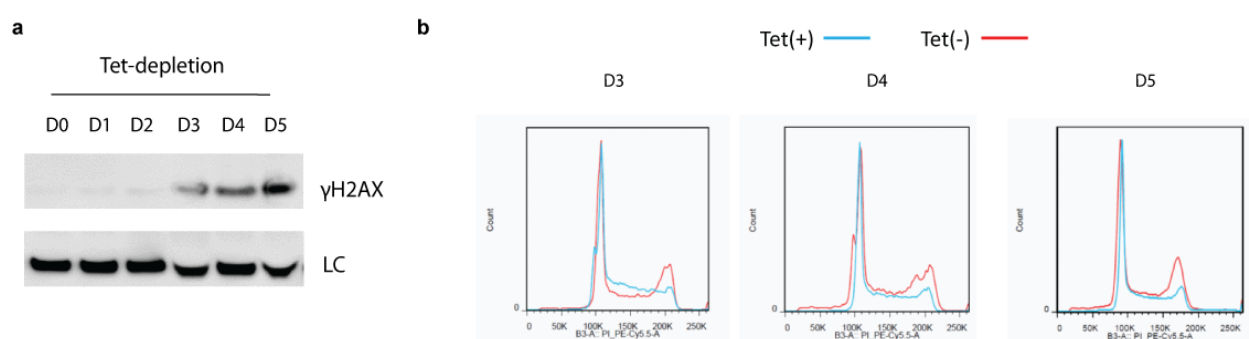 a
Tet-depletion
D0 D1 D2 D3 D4 D5
γH2AX
LC
b
Tet(+) Tet(-)
D3 D4 D5
Count
0
0 50K 100K 150K 200K 250K
B3-A:: PI_PE-Cy5.5-A
Count
0
0 50K 100K 150K 200K 250K
B3-A:: PI_PE-Cy5.5-A
Count
0
0 50K 100K 150K 200K 250K
B3-A:: PI_PE-Cy5.5-A